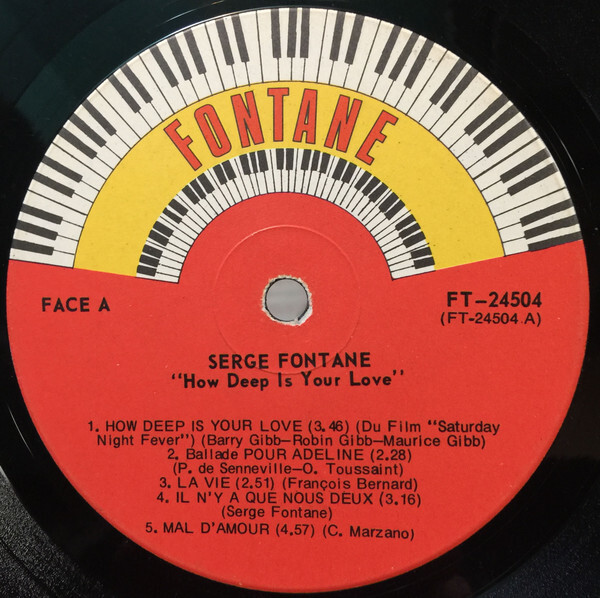 FONTANE
FACE A
FT-24504
(FT-24504.A)
SERGE FONTANE
"How Deep Is Your Love"
1. HOW DEEP IS YOUR LOVE (3.46) (Du Film "Saturday
Night Fever") (Barry Gibb-Robin Gibb-Maurice Gibb)
2. Ballade POUR ADELINE (2.28)
(P. de Senneville-O. Toussaint)
3. LA VIE (2.51) (François Bernard)
4. IL N'Y A QUE NOUS DEUX (3.16)
(Serge Fontane)
5. MAL D'AMOUR (4.57) (C. Marzano)